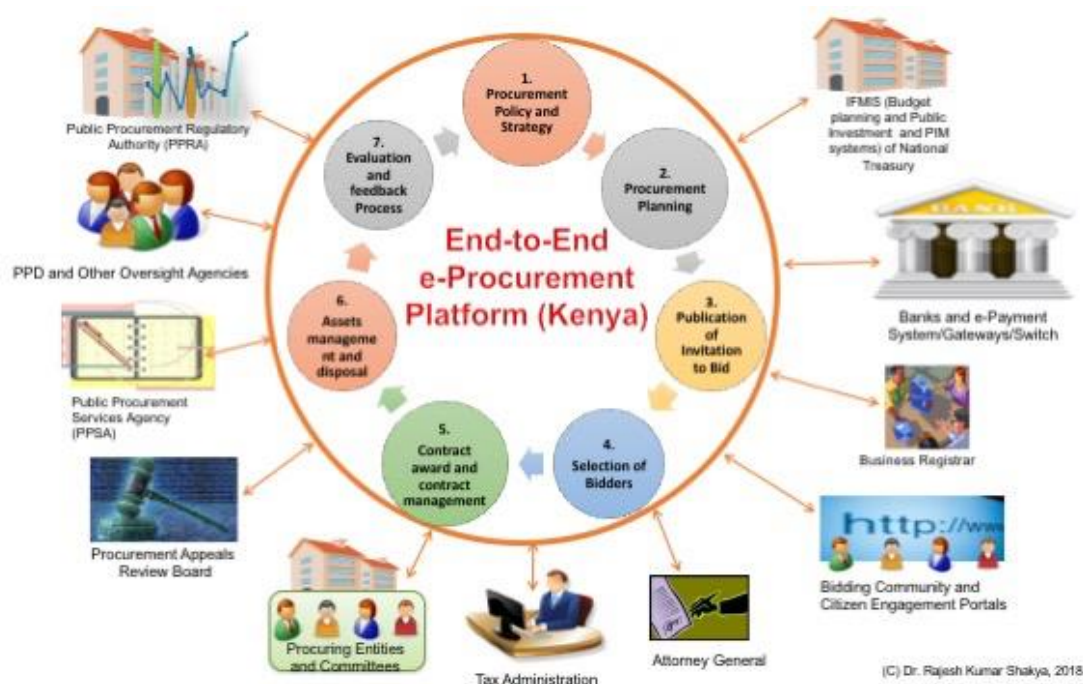 1.
Procurement
Policy and
Strategy
2.
Procurement
Planning
3.
Publication
of
Invitation
to Bid
4.
Selection of
Bidders
5.
Contract
award and
contract
management
6.
Assets
manageme
nt and
disposal
7.
Evaluation
and
feedback
Process
End-to-End
e-Procurement
Platform (Kenya)
Public Procurement Regulatory
Authority (PPRA)
PPD and Other Oversight Agencies
Public Procurement
Services Agency
(PPSA)
Procurement Appeals
Review Board
Procuring Entities
and Committees
Tax Administration
Attorney General
IFMIS (Budget
planning and Public
Investment and PIM
systems) of National
Treasury
BANK
Banks and e-Payment
System/Gateways/Switch
Business Registrar
http://www
Bidding Community and
Citizen Engagement Portals
(C) Dr. Rajesh Kumar Shakya, 2018